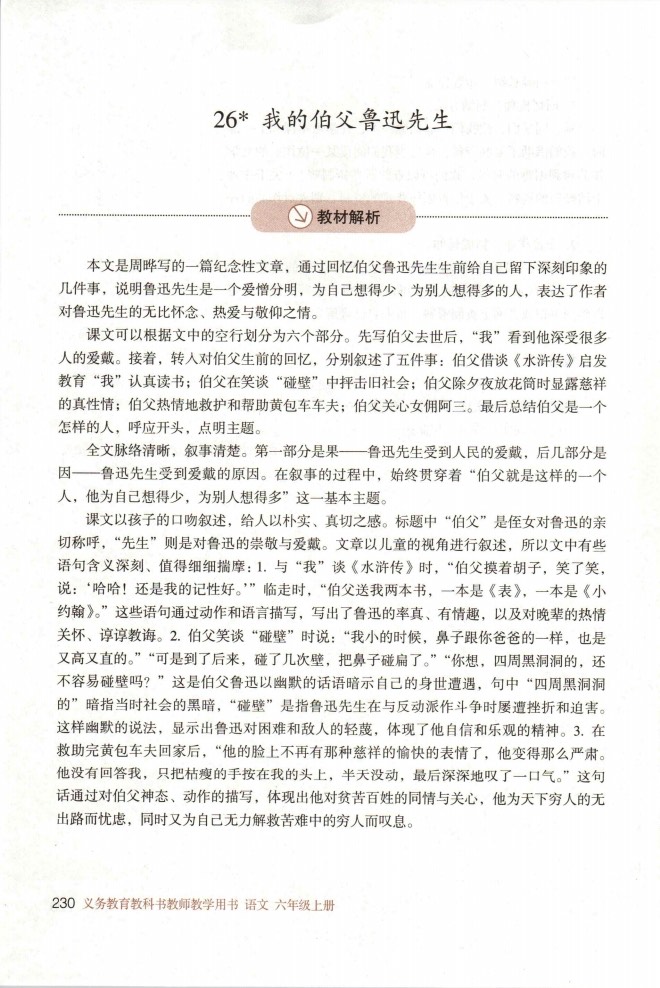 26* 我的伯父鲁迅先生
教材解析
本文是周晔写的一篇纪念性文章，通过回忆伯父鲁迅先生生前给自己留下深刻印象的
几件事，说明鲁迅先生是一个爱憎分明，为自己想得少、为别人想得多的人，表达了作者
对鲁迅先生的无比怀念、热爱与敬仰之情。
课文可以根据文中的空行划分为六个部分。先写伯父去世后，“我”看到他深受很多
人的爱戴。接着，转入对伯父生前的回忆，分别叙述了五件事：伯父借谈《水浒传》启发
教育“我”认真读书；伯父在笑谈“碰壁”中抨击旧社会；伯父除夕夜放花筒时显露慈祥
的真性情；伯父热情地救护和帮助黄包车车夫；伯父关心女佣阿三。最后总结伯父是一个
怎样的人，呼应开头，点明主题。
全文脉络清晰，叙事清楚。第一部分是果——鲁迅先生受到人民的爱戴，后几部分是
因——鲁迅先生受到爱戴的原因。在叙事的过程中，始终贯穿着“伯父就是这样的一个
人，他为自己想得少，为别人想得多”这一基本主题。
课文以孩子的口吻叙述，给人以朴实、真切之感。标题中“伯父”是侄女对鲁迅的亲
切称呼，“先生”则是对鲁迅的崇敬与爱戴。文章以儿童的视角进行叙述，所以文中有些
语句含义深刻、值得细细揣摩：1. 与“我”谈《水浒传》时，“伯父摸着胡子，笑了笑，
说：‘哈哈！还是我的记性好。’”临走时，“伯父送我两本书，一本是《表》，一本是《小
约翰》。”这些语句通过动作和语言描写，写出了鲁迅的率真、有情趣，以及对晚辈的热情
关怀、谆谆教诲。2. 伯父笑谈“碰壁”时说：“我小的时候，鼻子跟你爸爸的一样，也是
又高又直的。”“可是到了后来，碰了几次壁，把鼻子碰扁了。”“你想，四周黑洞洞的，还
不容易碰壁吗？”这是伯父鲁迅以幽默的话语暗示自己的身世遭遇，句中“四周黑洞洞
的”暗指当时社会的黑暗，“碰壁”是指鲁迅先生在与反动派作斗争时屡遭挫折和迫害。
这样幽默的说法，显示出鲁迅对困难和敌人的轻蔑，体现了他自信和乐观的精神。3. 在
救助完黄包车夫回家后，“他的脸上不再有那种慈祥的愉快的表情了，他变得那么严肃。
他没有回答我，只把枯瘦的手按在我的头上，半天没动，最后深深地叹了一口气。”这句
话通过对伯父神态、动作的描写，体现出他对贫苦百姓的同情与关心，他为天下穷人的无
出路而忧虑，同时又为自己无力解救苦难中的穷人而叹息。
230 义务教育教科书教师教学用书 语文 六年级上册